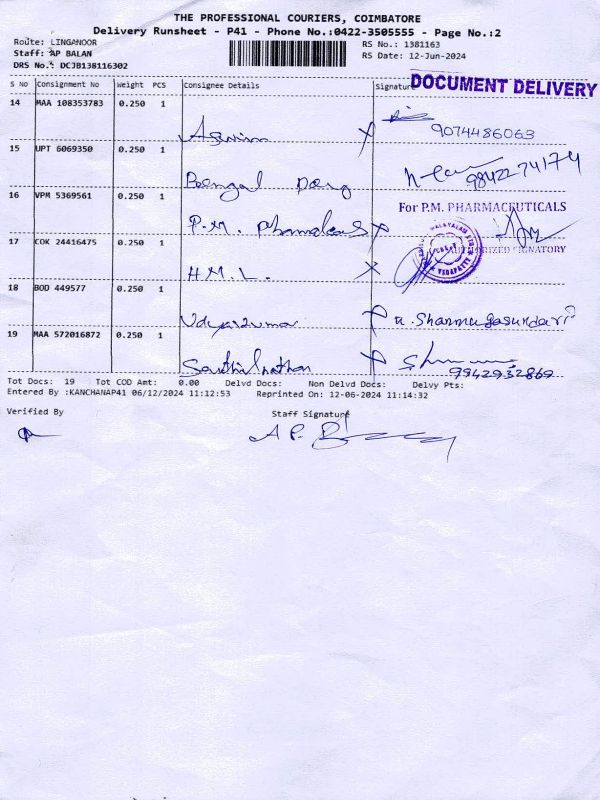 THE PROFESSIONAL COURIERS, COIMBATORE
Delivery Runsheet - P41 - Phone No.:0422-3505555 - Page No.:2
Route: LINGANOOR
Staff: AP BALAN
DRS No.: DCJB138116302
RS No.: 1381163
RS Date: 12-Jun-2024
S No Consignment No Weight PCS Consignee Details Signature
DOCUMENT DELIVERY
14 MAA 108353783 0.250 1 Aswin
9074486063
15 UPT 6069350 0.250 1 Bengal
9842274174
16 VPM 5369561 0.250 1 P.M.
For P.M. PHARMACEUTICALS
AUTHORIZED SIGNATORY
17 COK 24416475 0.250 1 H.M.L.
18 BOD 449577 0.250 1 Udyakumar
19 MAA 572016872 0.250 1 Senthilnathan
9942932869
Tot Docs: 19 Tot COD Amt: 0.00 Delvd Docs: Non Delvd Docs: Delvy Pts:
Entered By :KANCHANAP41 06/12/2024 11:12:53 Reprinted On: 12-06-2024 11:14:32
Verified By Staff Signature